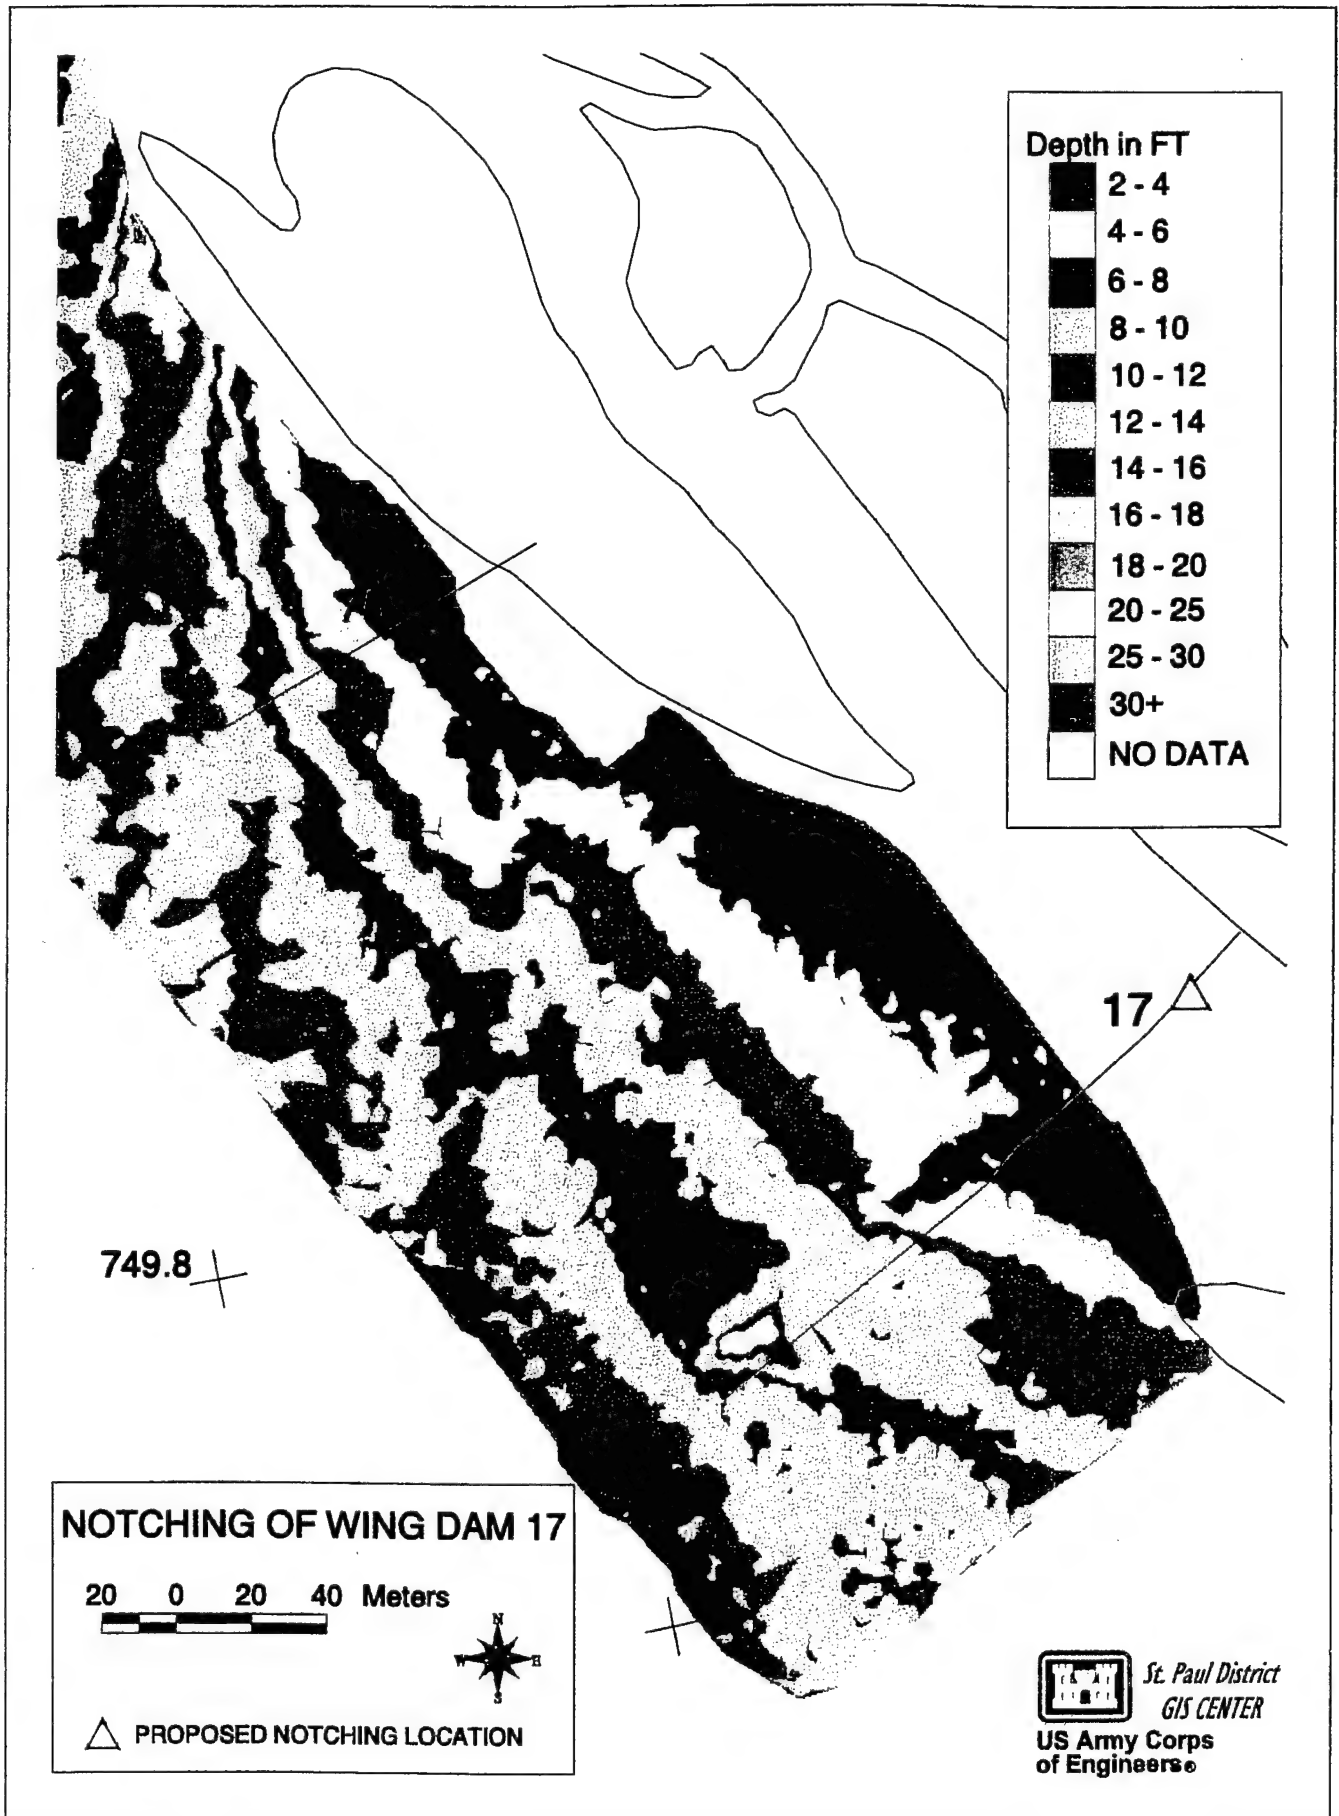 Depth in FT
2 - 4
4 - 6
6 - 8
8 - 10
10 - 12
12 - 14
14 - 16
16 - 18
18 - 20
20 - 25
25 - 30
30+
NO DATA
17
749.8
NOTCHING OF WING DAM 17
20 0 20 40 Meters
N
W E
S
PROPOSED NOTCHING LOCATION
St. Paul District
GIS CENTER
US Army Corps
of Engineers®